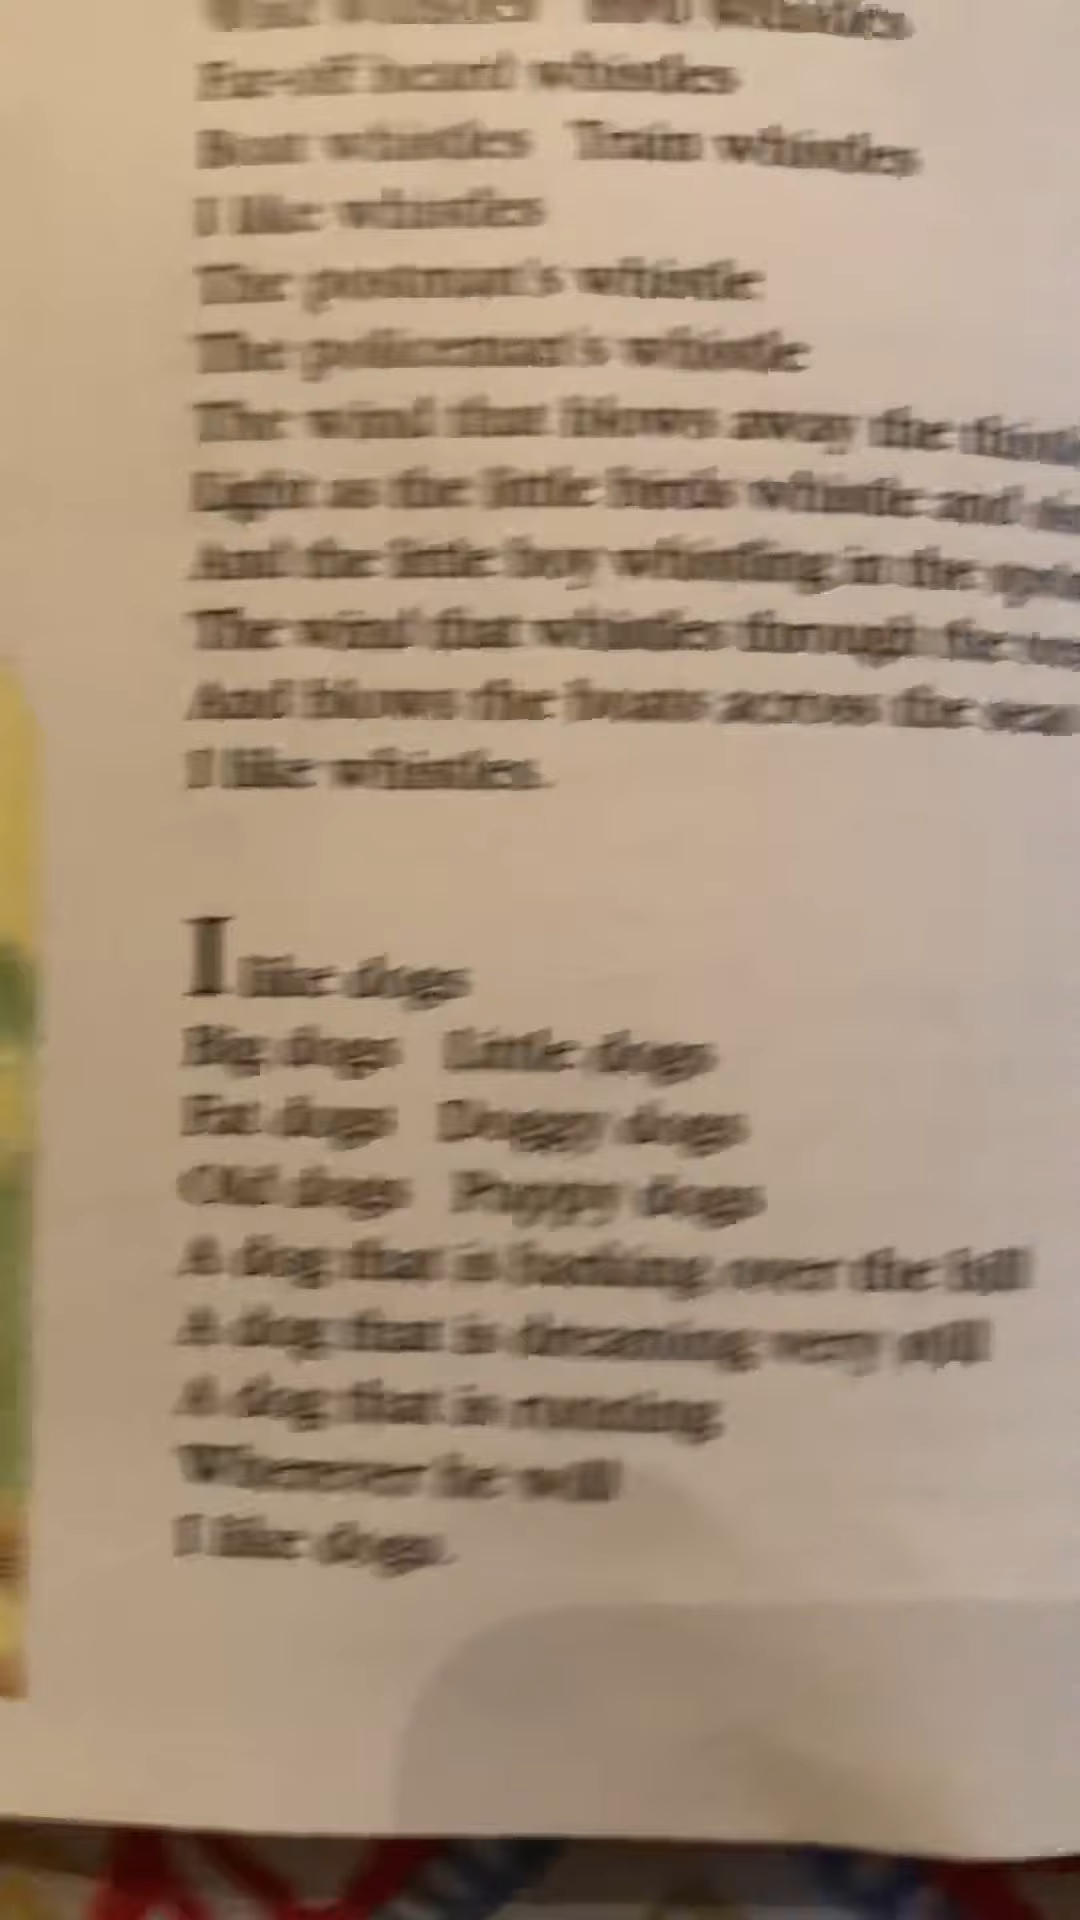 whistles
Far-off heard whistles
Boat whistles Train whistles
I like whistles
The postman's whistle
The policeman's whistle
The wind that blows away the
Light as the little birds whistle and
And the little boy whistling in the
The wind that whistles through the
And blows the boats across the sea
I like whistles.
I like dogs
Big dogs Little dogs
Fat dogs Doggy dogs
Old dogs Puppy dogs
A dog that is barking over the hill
A dog that is dreaming very still
A dog that is running
Wherever he will
I like dogs.